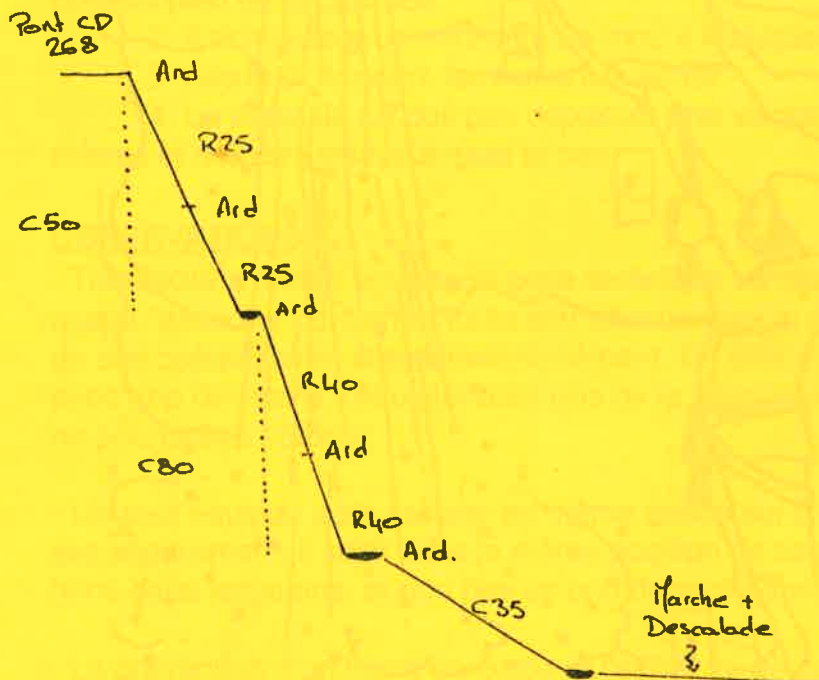 Pont CD
268
Ard
R25
Ard
C50
R25
Ard
R40
Ard
C80
R40
Ard.
C35
Marche +
Descalade